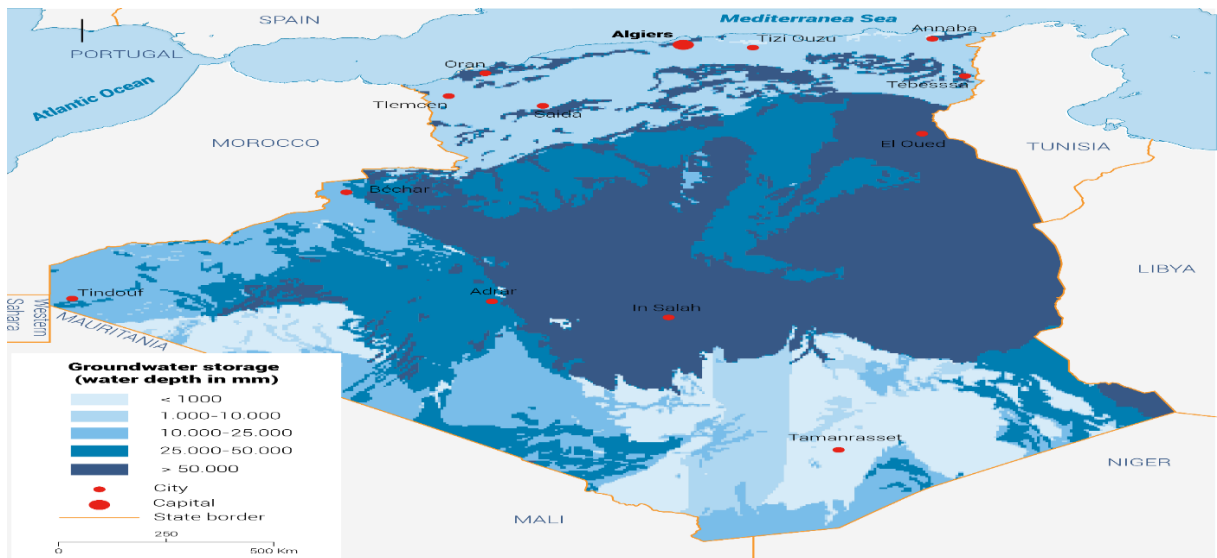 SPAIN
Mediterranea Sea
Annaba
Algiers
Tizi Ouzu
PORTUGAL
Oran
Tebesssa
Atlantic Ocean
Tlemcen
Saida
MOROCCO
El Oued
TUNISIA
Bechar
LIBYA
Tindouf
Adrar
In Salah
Western
Sahara
MAURITANIA
Groundwater storage
(water depth in mm)
< 1000
1.000-10.000
10.000-25.000
25.000-50.000
> 50.000
City
Capital
State border
250
0 500 Km
Tamanrasset
NIGER
MALI